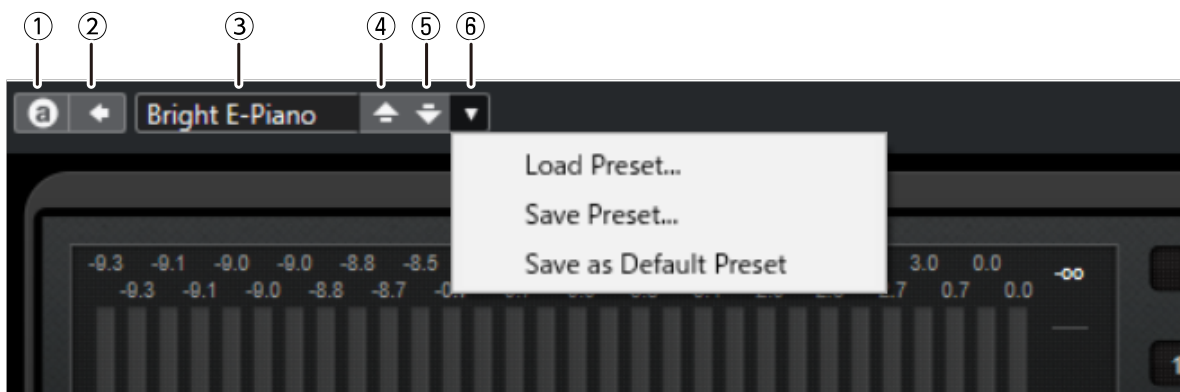 ① ② ③ ④ ⑤ ⑥
a Bright E-Piano
Load Preset...
Save Preset...
Save as Default Preset
-9.3 -9.1 -9.0 -9.0 -8.8 -8.5 3.0 0.0 -∞
-9.3 -9.1 -9.0 -8.8 -8.7 0.7 0.0